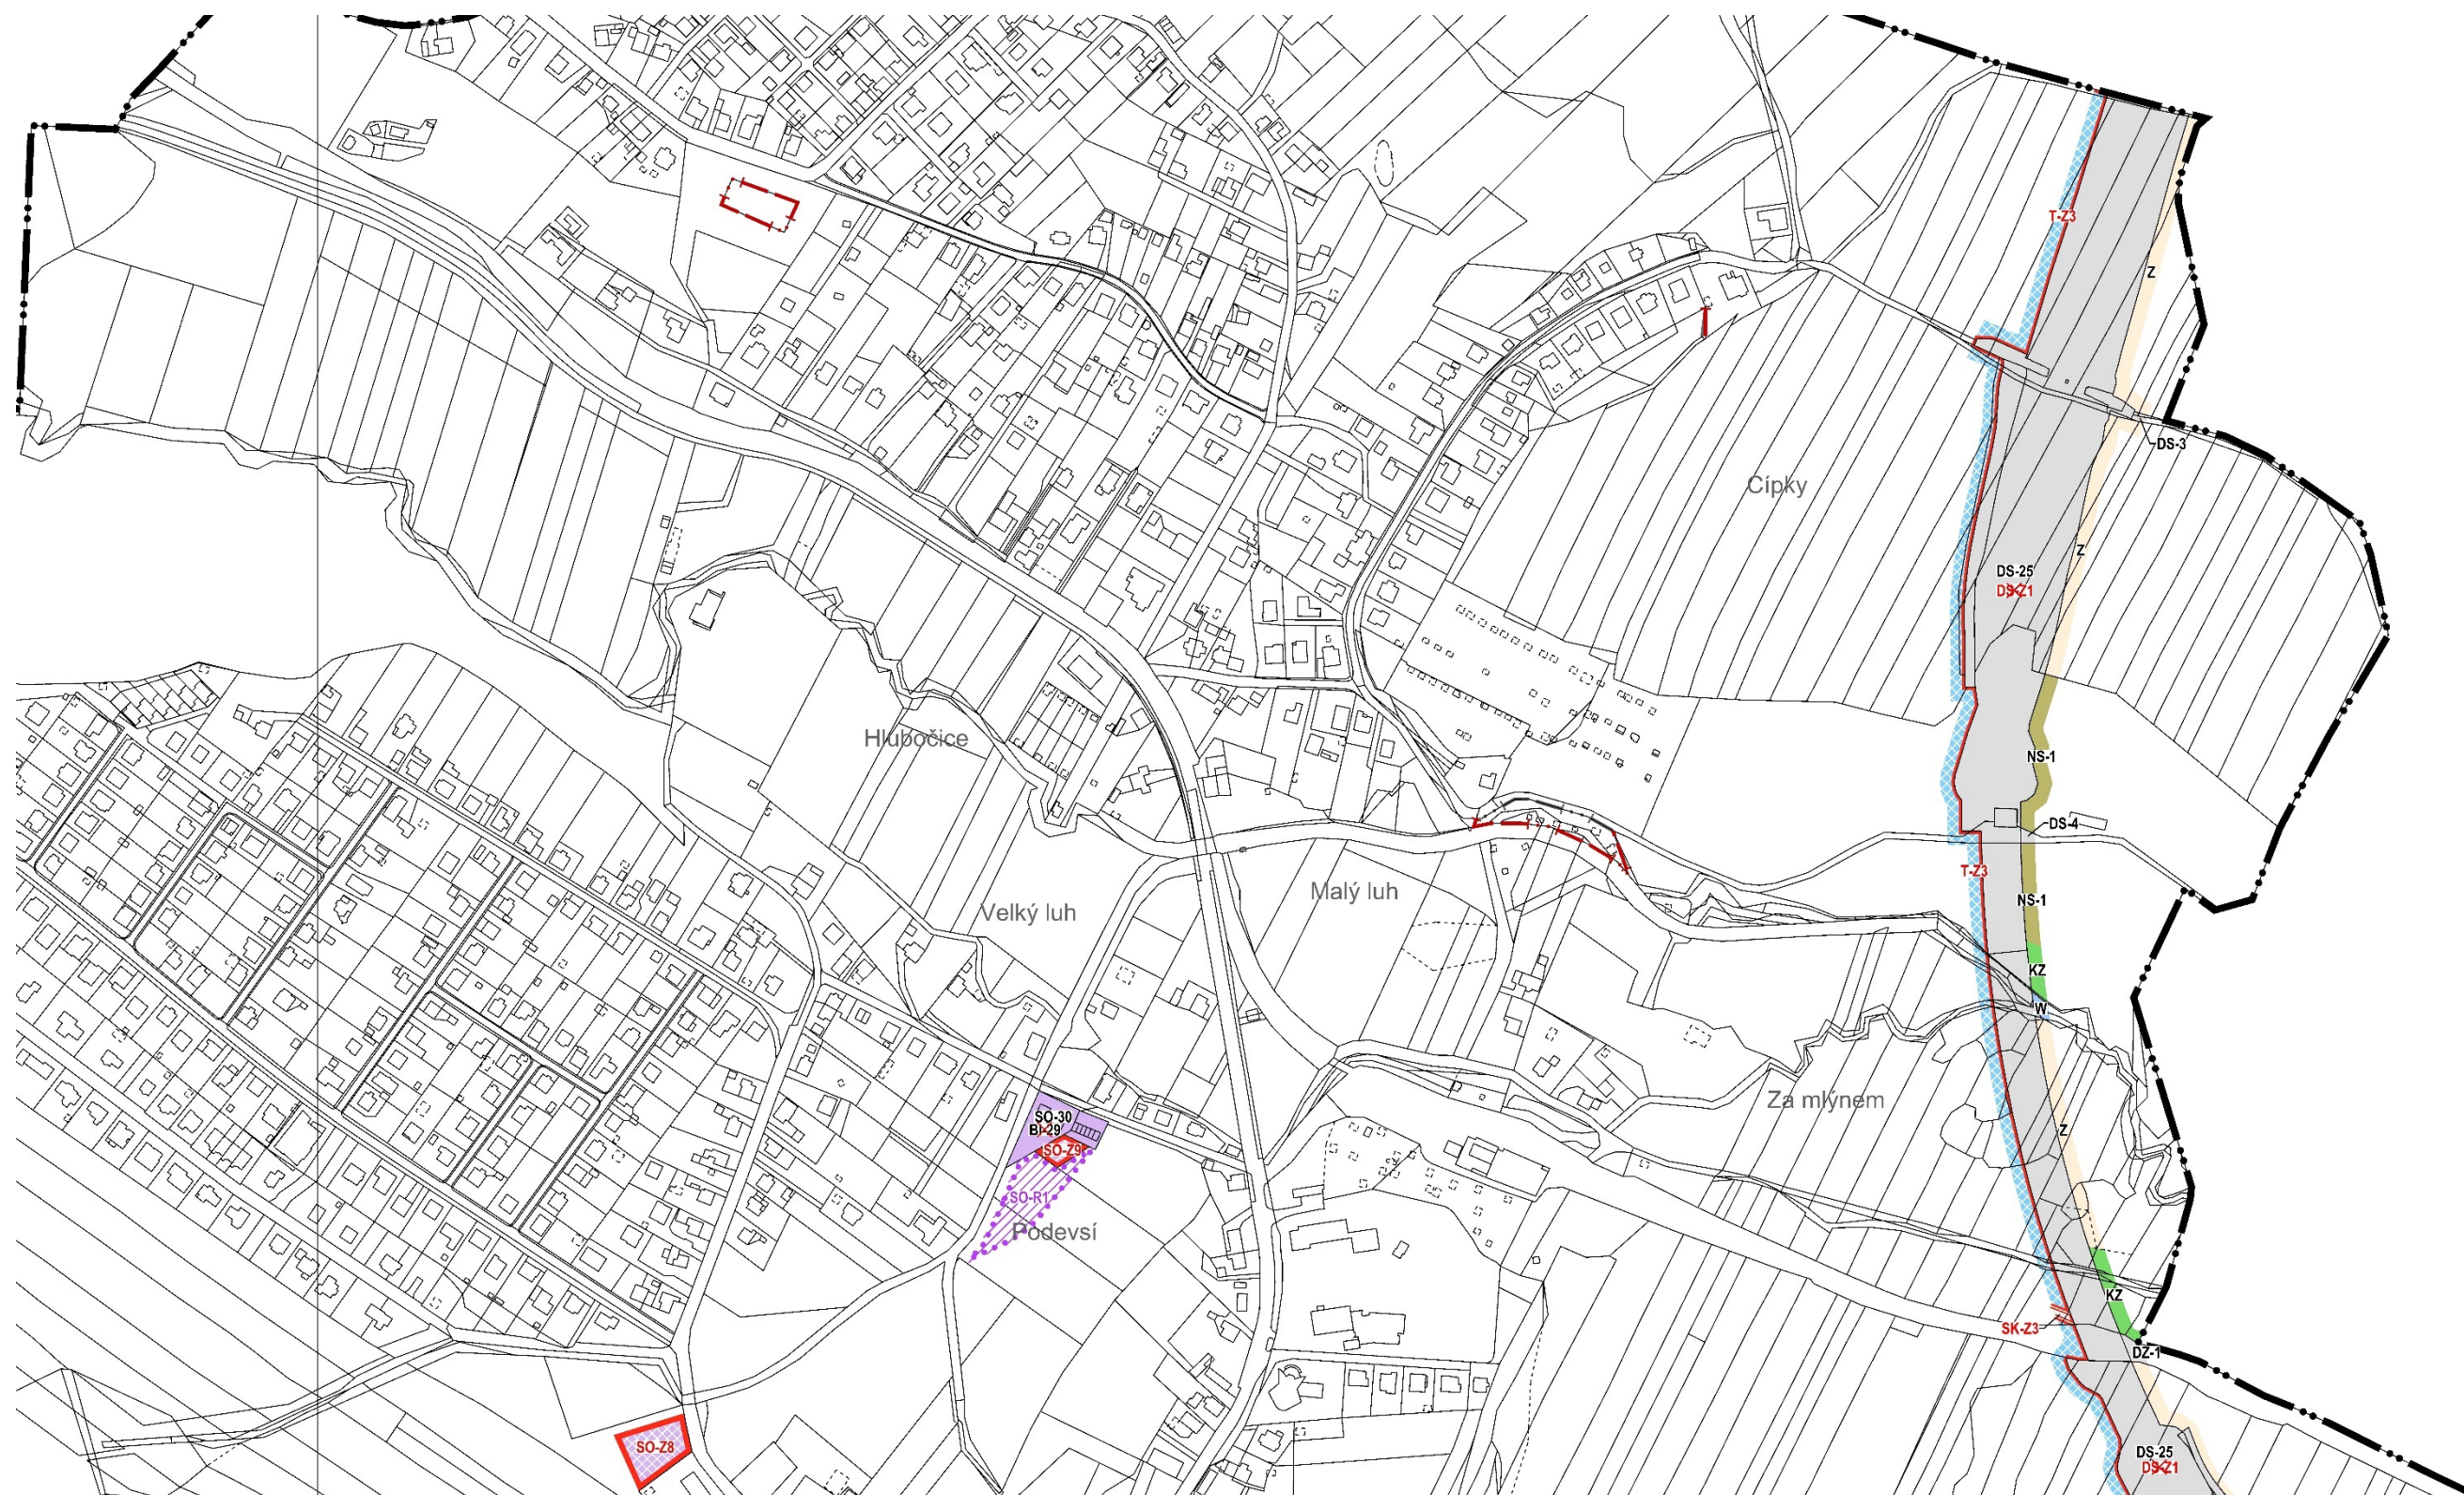 T-Z3
Z
DS-3
Cípky
Z
DS-25
DS-Z1
Hlubočice
NS-1
DS-4
T-Z3
Malý luh
Velký luh
NS-1
KZ
W
Za mlýnem
SO-30
BI-29
Z
SO-Z9
SO-R1
Podevsí
KZ
SK-Z3
DZ-1
SO-Z8
DS-25
DS-Z1